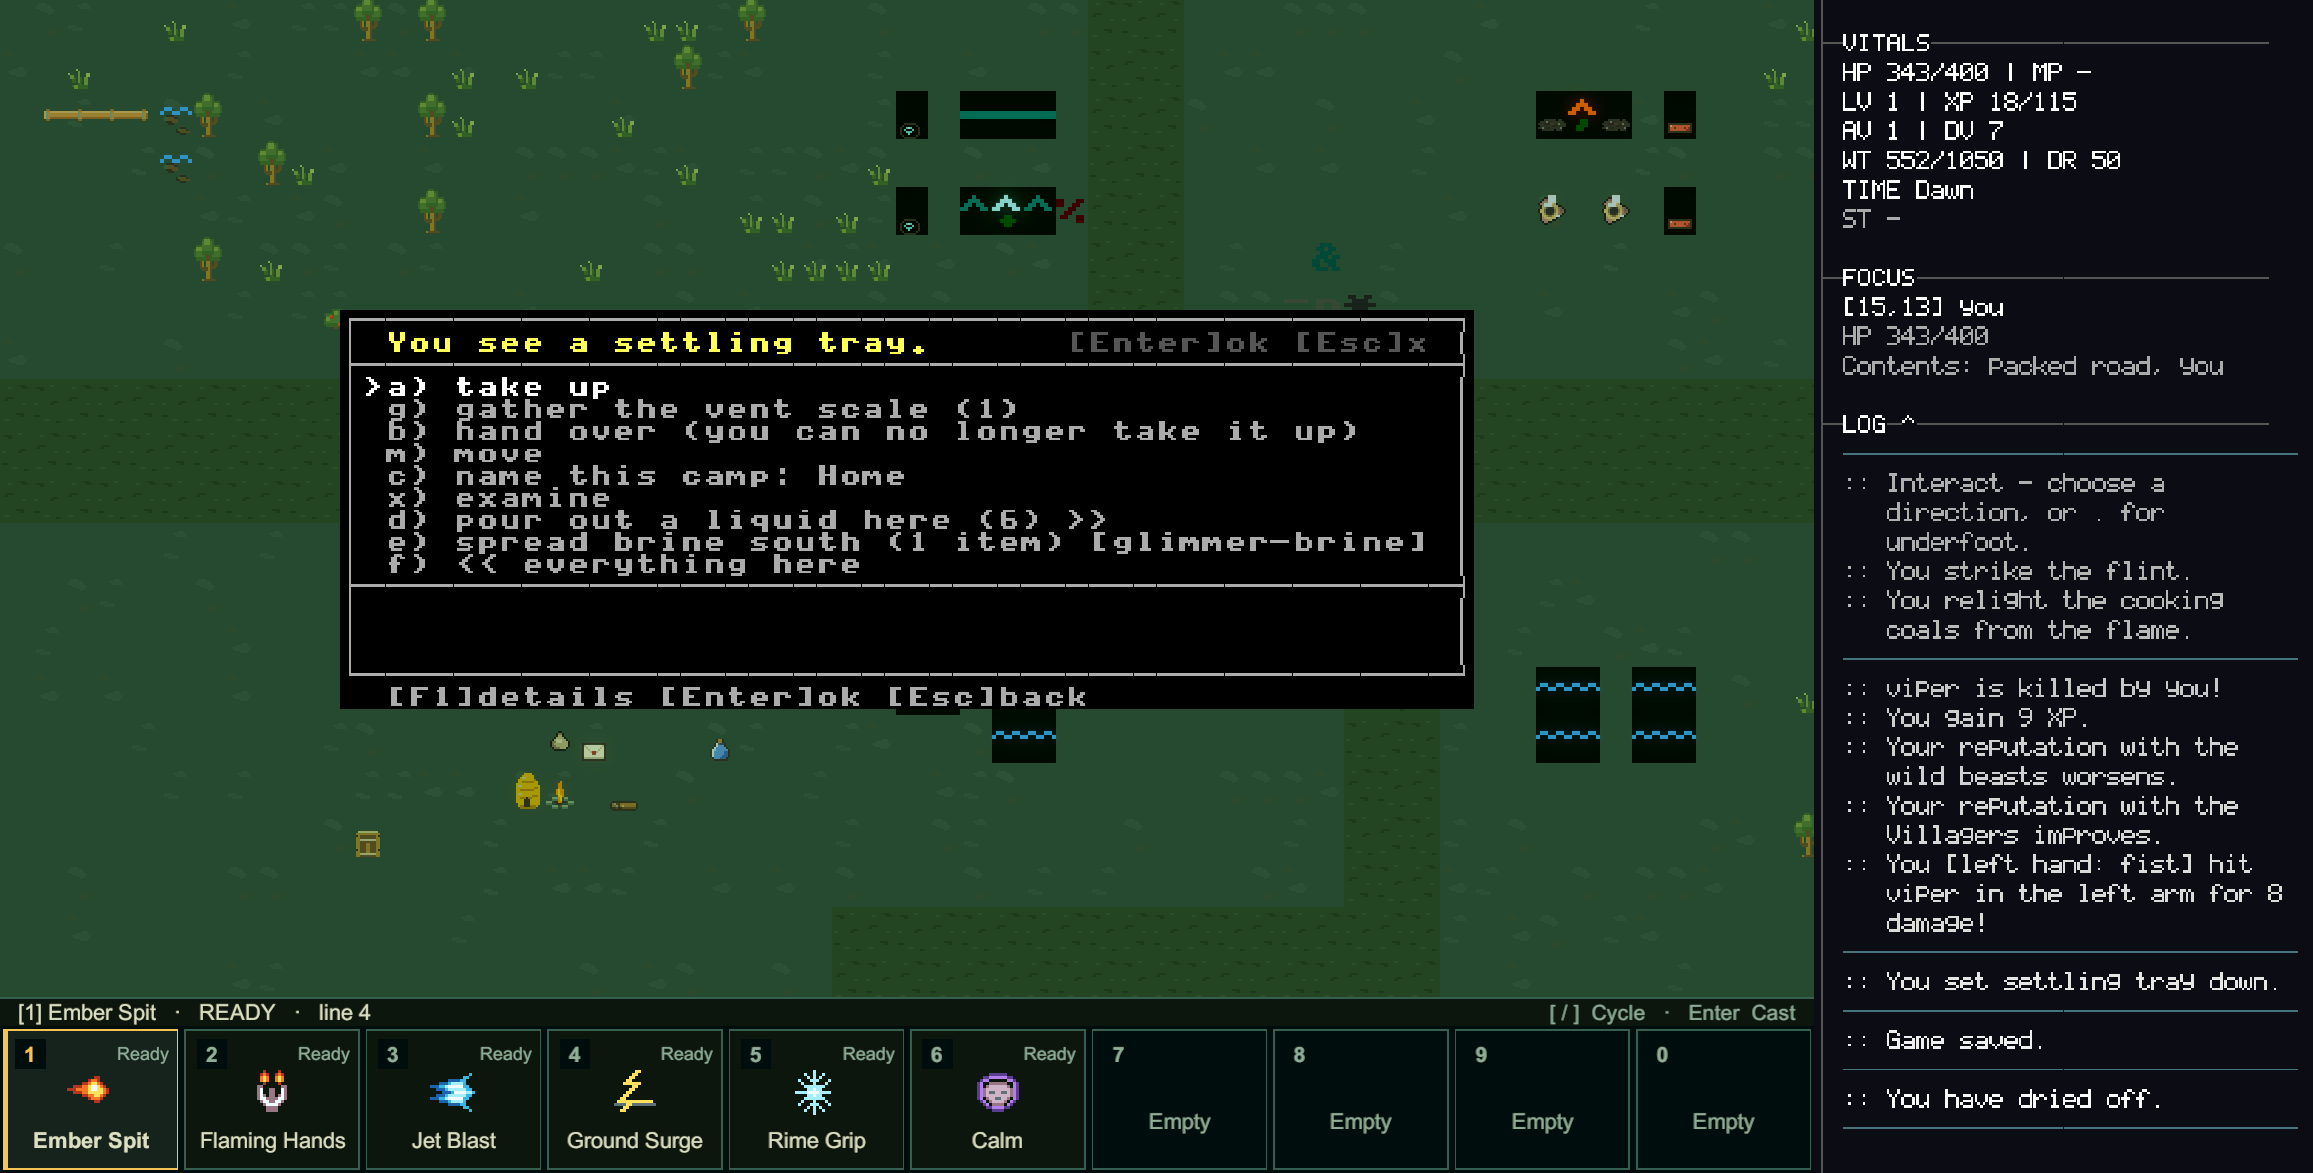 You see a settling tray. [Enter]ok [Esc]x
>a) take up
g) gather the vent scale (1)
b) hand over (you can no longer take it up)
m) move
c) name this camp: Home
x) examine
d) pour out a liquid here (6) >>
e) spread brine south (1 item) [glimmer-brine]
f) << everything here
[F1]details [Enter]ok [Esc]back
VITALS
HP 343/400 | MP -
LV 1 | XP 18/115
AV 1 | DV 7
WT 552/1050 | DR 50
TIME Dawn
ST -
FOCUS
[15,13] You
HP 343/400
Contents: Packed road, You
LOG ^
:: Interact - choose a
direction, or . for
underfoot.
:: You strike the flint.
:: You relight the cooking
coals from the flame.
:: viper is killed by you!
:: You gain 9 XP.
:: Your reputation with the
wild beasts worsens.
:: Your reputation with the
Villagers improves.
:: You [left hand: fist] hit
viper in the left arm for 8
damage!
:: You set settling tray down.
:: Game saved.
:: You have dried off.
[1] Ember Spit · READY · line 4
[ / ] Cycle · Enter Cast
1 Ready
Ember Spit
2 Ready
Flaming Hands
3 Ready
Jet Blast
4 Ready
Ground Surge
5 Ready
Rime Grip
6 Ready
Calm
7
Empty
8
Empty
9
Empty
0
Empty